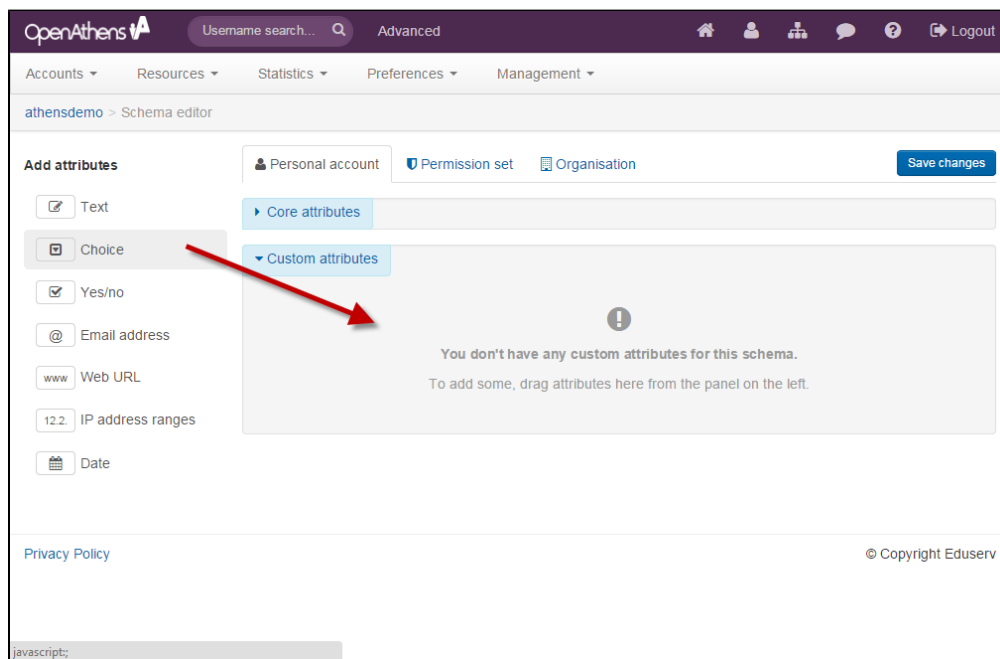 OpenAthens
Username search... Advanced Logout
Accounts Resources Statistics Preferences Management
athensdemo > Schema editor
Add attributes
Text
Choice
Yes/no
@ Email address
www Web URL
12.2. IP address ranges
Date
Personal account Permission set Organisation Save changes
Core attributes
Custom attributes
You don't have any custom attributes for this schema.
To add some, drag attributes here from the panel on the left.
Privacy Policy © Copyright Eduserv
javascript:;